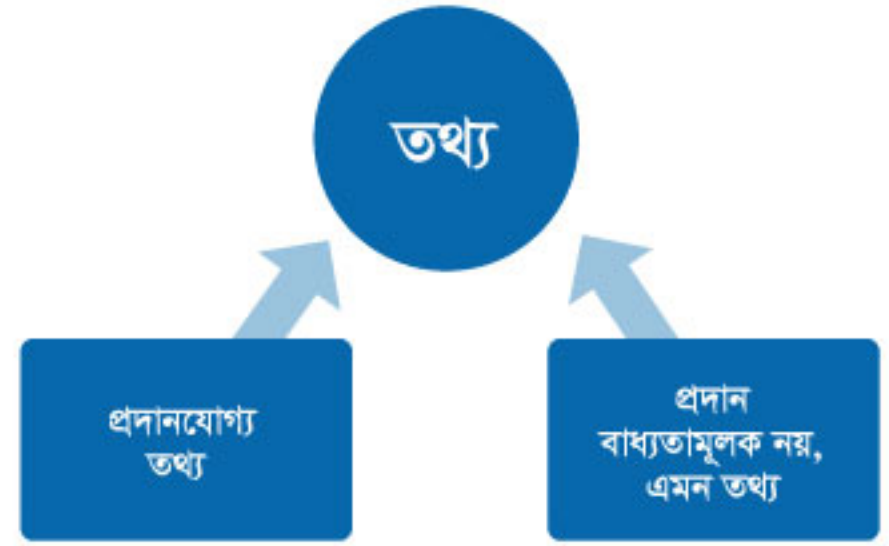 তথ্য
প্রদানযোগ্য
তথ্য
প্রদান
বাধ্যতামূলক নয়,
এমন তথ্য